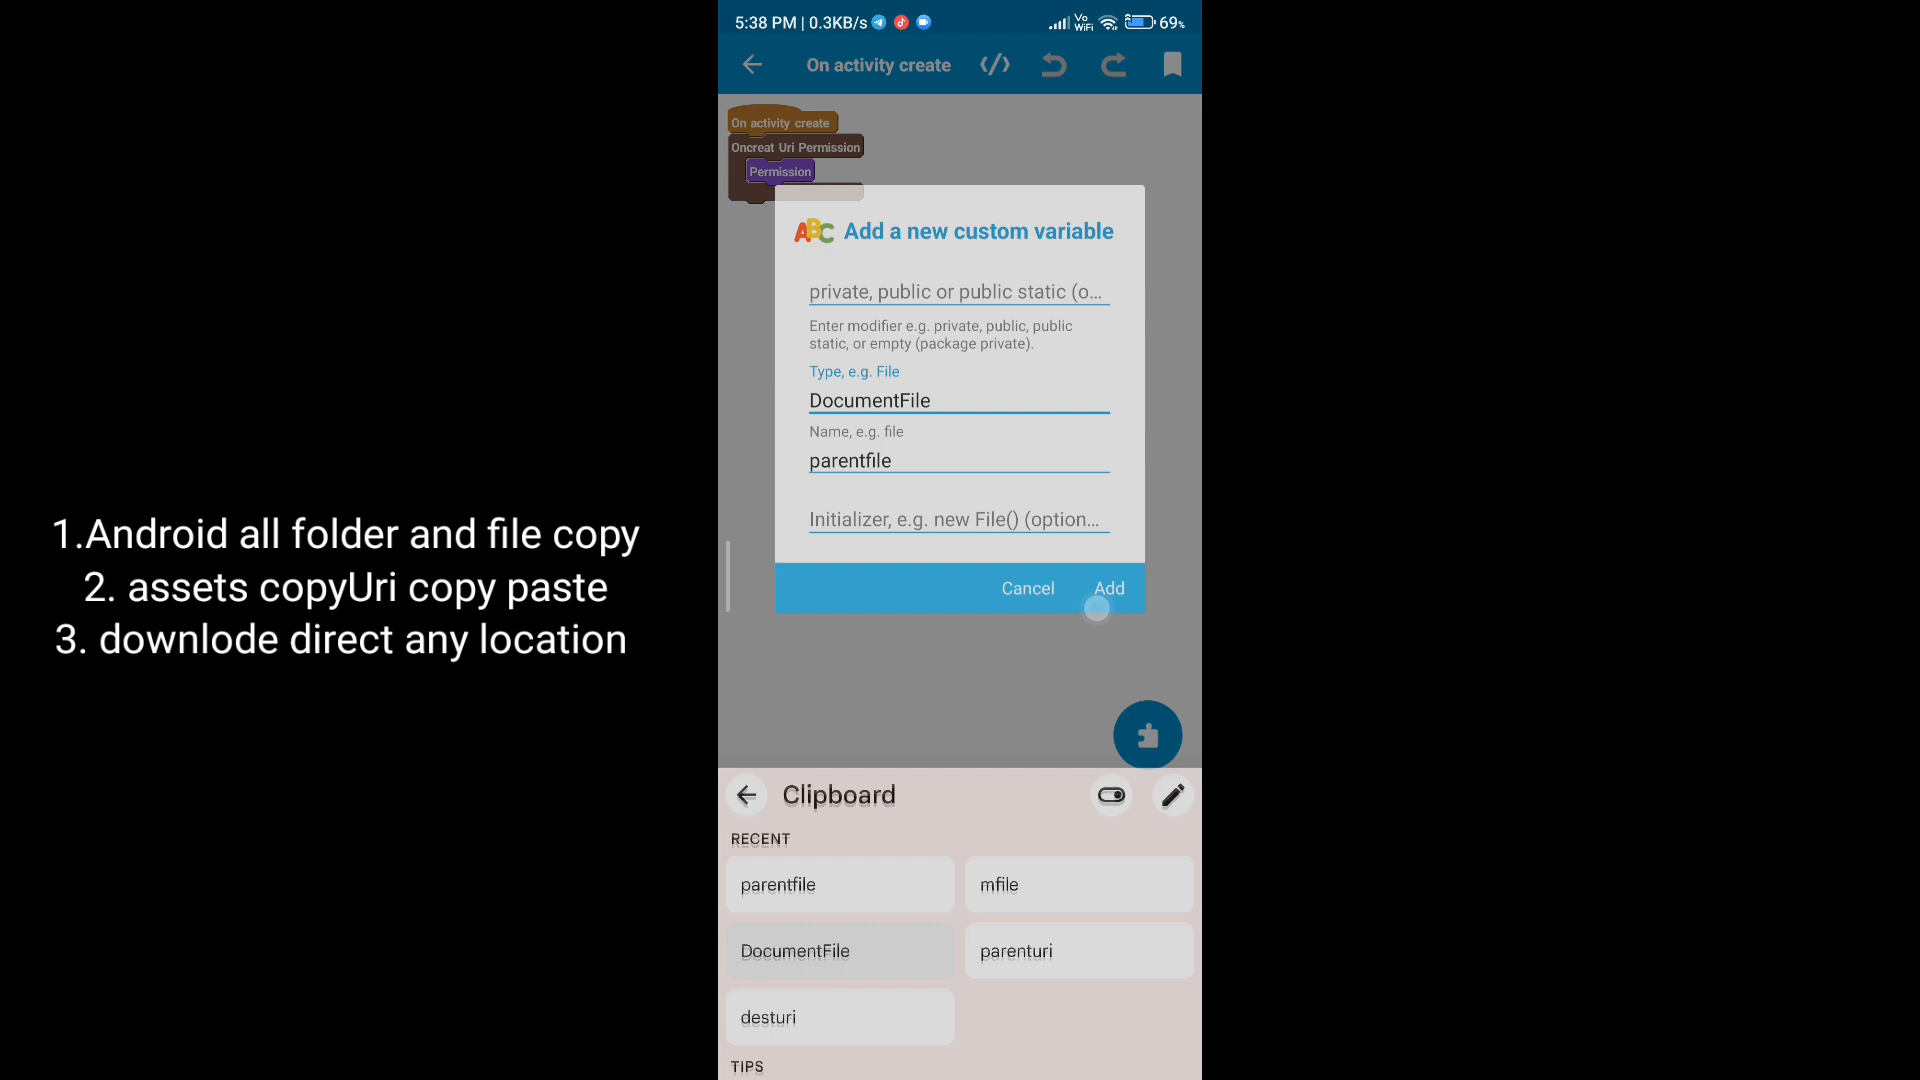 5:38 PM | 0.3KB/s
Vo
WiFi
69%
On activity create
On activity create
Oncreat Uri Permission
Permission
ABC Add a new custom variable
private, public or public static (o...
Enter modifier e.g. private, public, public
static, or empty (package private).
Type, e.g. File
DocumentFile
Name, e.g. file
parentfile
Initializer, e.g. new File() (option...
Cancel Add
1.Android all folder and file copy
2. assets copyUri copy paste
3. downlode direct any location
Clipboard
RECENT
parentfile mfile
DocumentFile parenturi
desturi
TIPS